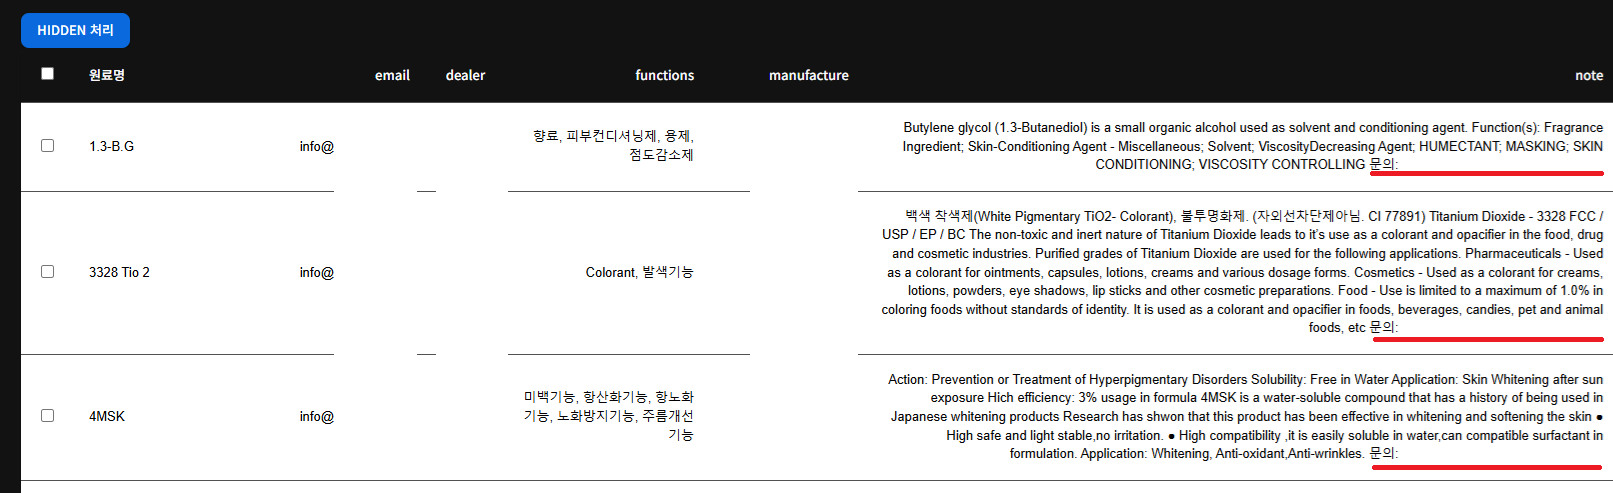 HIDDEN 처리
원료명 email dealer functions manufacture note
1.3-B.G info@ 향료, 피부컨디셔닝제, 용제,
점도감소제
Butylene glycol (1.3-Butanediol) is a small organic alcohol used as solvent and conditioning agent. Function(s): Fragrance
Ingredient; Skin-Conditioning Agent - Miscellaneous; Solvent; ViscosityDecreasing Agent; HUMECTANT; MASKING; SKIN
CONDITIONING; VISCOSITY CONTROLLING 문의:
3328 Tio 2 info@ Colorant, 발색기능
백색 착색제(White Pigmentary TiO2- Colorant), 불투명화제. (자외선차단제아님. CI 77891) Titanium Dioxide - 3328 FCC /
USP / EP / BC The non-toxic and inert nature of Titanium Dioxide leads to it's use as a colorant and opacifier in the food, drug
and cosmetic industries. Purified grades of Titanium Dioxide are used for the following applications. Pharmaceuticals - Used
as a colorant for ointments, capsules, lotions, creams and various dosage forms. Cosmetics - Used as a colorant for creams,
lotions, powders, eye shadows, lip sticks and other cosmetic preparations. Food - Use is limited to a maximum of 1.0% in
coloring foods without standards of identity. It is used as a colorant and opacifier in foods, beverages, candies, pet and animal
foods, etc 문의:
4MSK info@ 미백기능, 항산화기능, 항노화
기능, 노화방지기능, 주름개선
기능
Action: Prevention or Treatment of Hyperpigmentary Disorders Solubility: Free in Water Application: Skin Whitening after sun
exposure Hich efficiency: 3% usage in formula 4MSK is a water-soluble compound that has a history of being used in
Japanese whitening products Research has shwon that this product has been effective in whitening and softening the skin ●
High safe and light stable,no irritation. ● High compatibility ,it is easily soluble in water,can compatible surfactant in
formulation. Application: Whitening, Anti-oxidant,Anti-wrinkles. 문의: